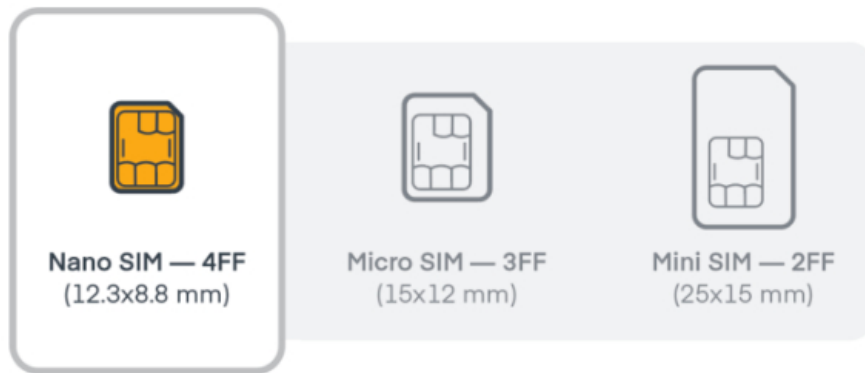 Nano SIM — 4FF
(12.3x8.8 mm)
Micro SIM — 3FF
(15x12 mm)
Mini SIM — 2FF
(25x15 mm)